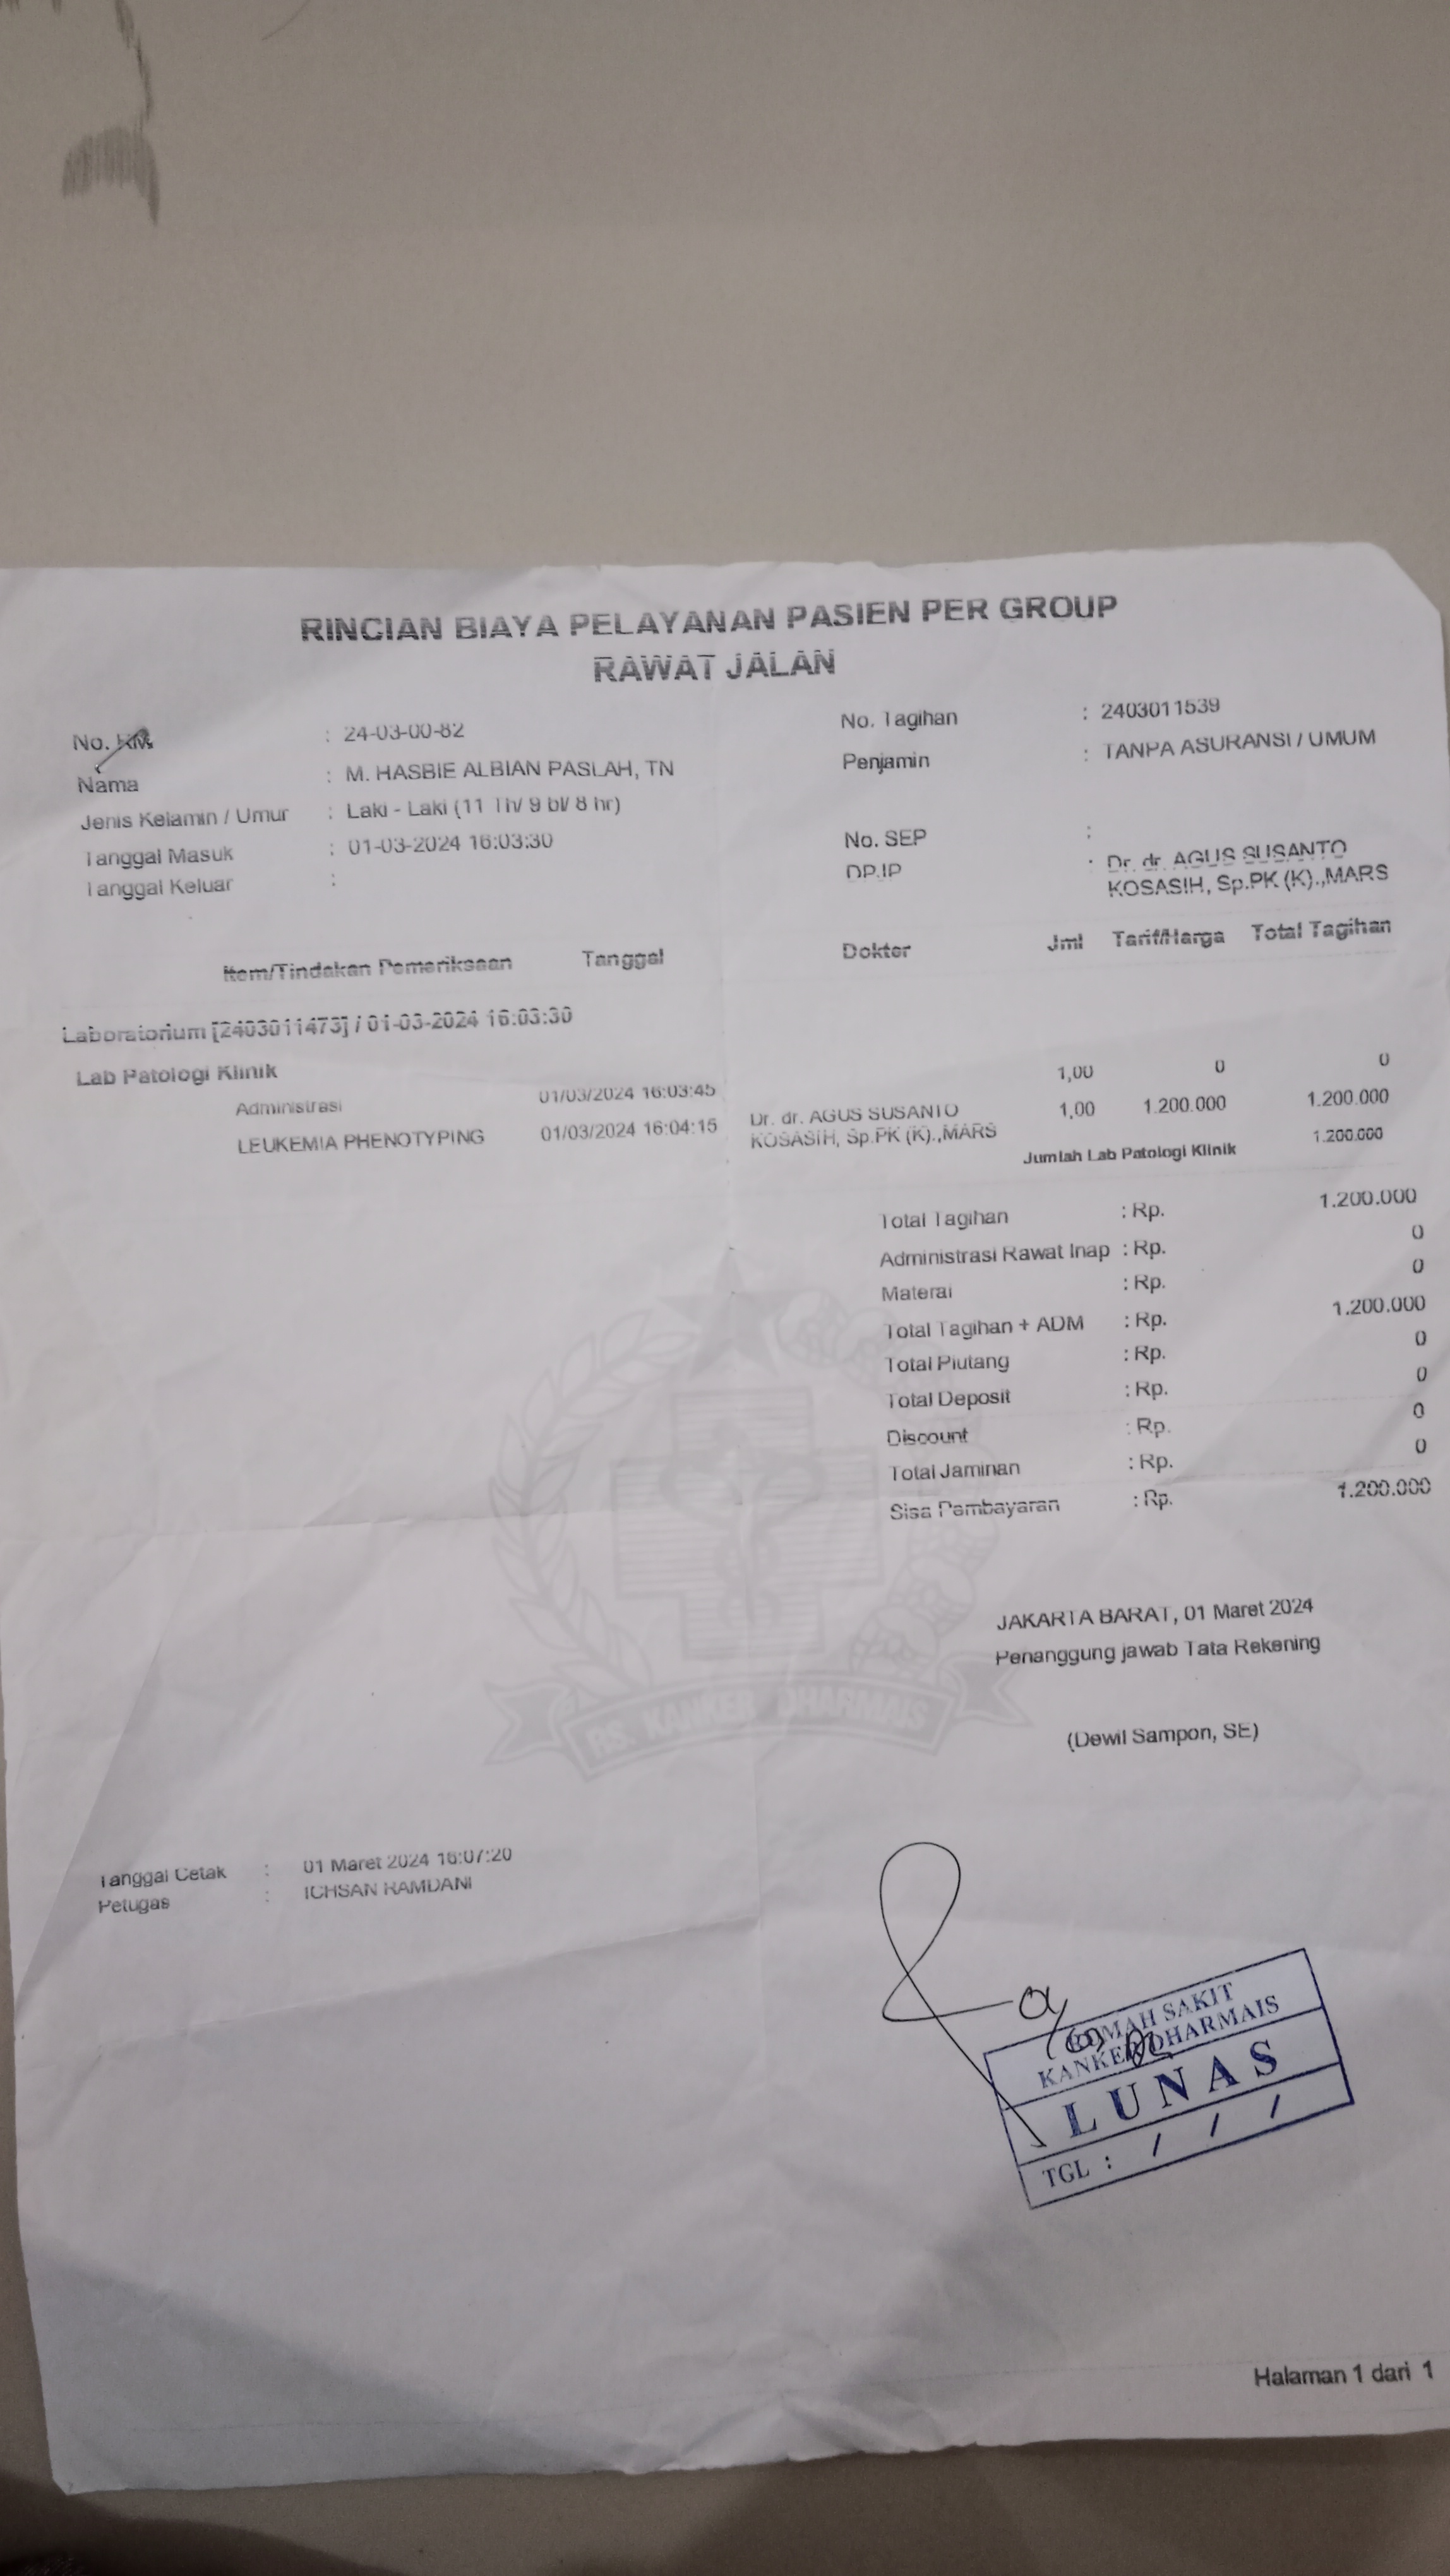 RINCIAN BIAYA PELAYANAN PASIEN PER GROUP
RAWAT JALAN
No. RM. : 24-03-00-82
No. Tagihan : 2403011539
Nama : M. HASBIE ALBIAN PASLAH, TN
Penjamin : TANPA ASURANSI / UMUM
Jenis Kelamin / Umur : Laki - Laki (11 Th/ 9 bl/ 8 hr)
Tanggal Masuk : 01-03-2024 16:03:30
No. SEP :
Tanggal Keluar :
DPJP : Dr. dr. AGUS SUSANTO
KOSASIH, Sp.PK (K).,MARS
Item/Tindakan Pemeriksaan Tanggal Dokter Jml Tarif/Harga Total Tagihan
Laboratorium [2403011473] / 01-03-2024 16:03:30
Lab Patologi Klinik
Administrasi 01/03/2024 16:03:45 1,00 0 0
LEUKEMIA PHENOTYPING 01/03/2024 16:04:15 Dr. dr. AGUS SUSANTO 1,00 1.200.000 1.200.000
KOSASIH, Sp.PK (K).,MARS
Jumlah Lab Patologi Klinik 1.200.000
Total Tagihan : Rp. 1.200.000
Administrasi Rawat Inap : Rp. 0
Materai : Rp. 0
Total Tagihan + ADM : Rp. 1.200.000
Total Piutang : Rp. 0
Total Deposit : Rp. 0
Discount : Rp. 0
Total Jaminan : Rp. 0
Sisa Pembayaran : Rp. 1.200.000
RS. KANKER DHARMAIS
JAKARTA BARAT, 01 Maret 2024
Penanggung jawab Tata Rekening
(Dewil Sampon, SE)
Tanggal Cetak : 01 Maret 2024 16:07:20
Petugas : ICHSAN RAMDANI
RUMAH SAKIT
KANKER DHARMAIS
LUNAS
TGL : / / /
Halaman 1 dari 1